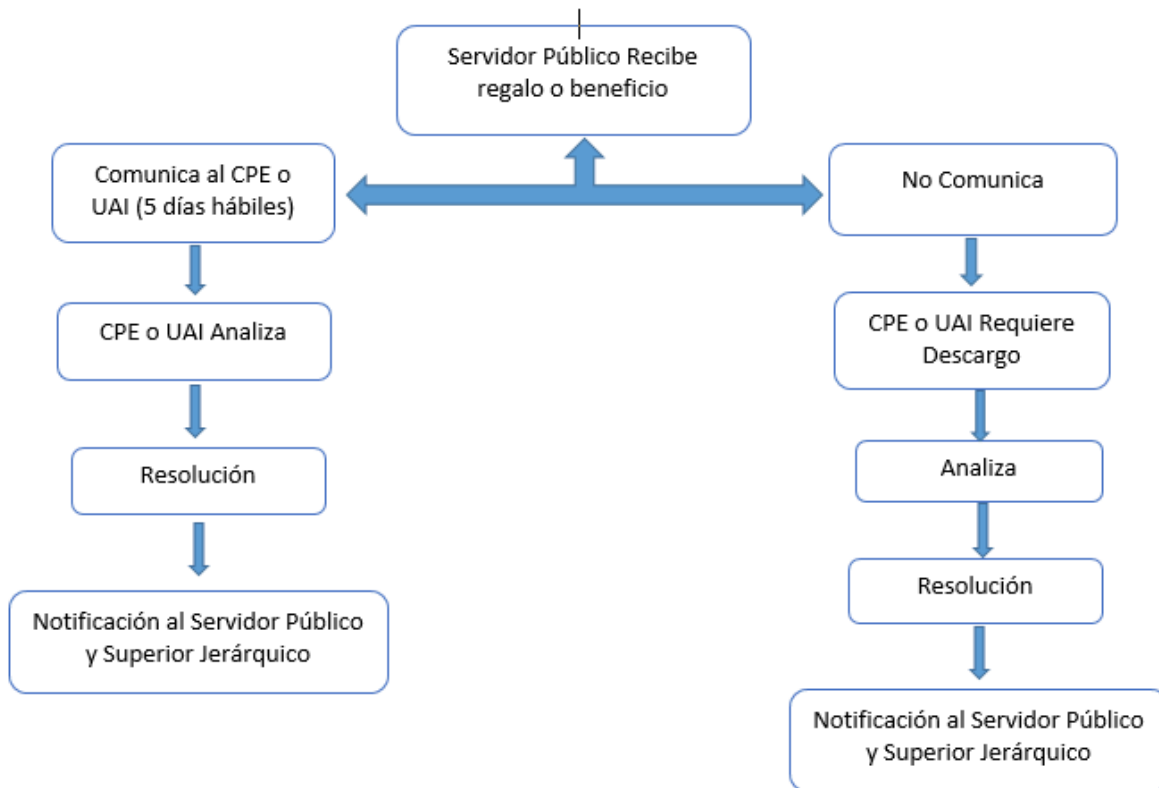 Servidor Público Recibe
regalo o beneficio
Comunica al CPE o
UAI (5 días hábiles)
CPE o UAI Analiza
Resolución
Notificación al Servidor Público
y Superior Jerárquico
No Comunica
CPE o UAI Requiere
Descargo
Analiza
Resolución
Notificación al Servidor Público
y Superior Jerárquico